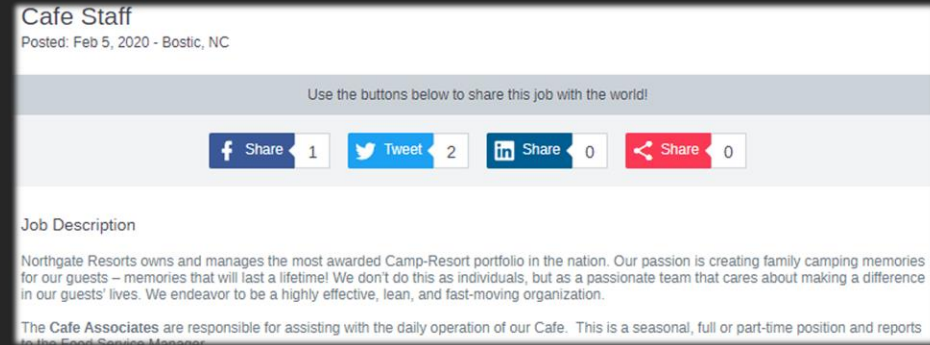 Cafe Staff
Posted: Feb 5, 2020 - Bostic, NC
Use the buttons below to share this job with the world!
Share 1 Tweet 2 Share 0 Share 0
Job Description
Northgate Resorts owns and manages the most awarded Camp-Resort portfolio in the nation. Our passion is creating family camping memories
for our guests – memories that will last a lifetime! We don't do this as individuals, but as a passionate team that cares about making a difference
in our guests' lives. We endeavor to be a highly effective, lean, and fast-moving organization.
The Cafe Associates are responsible for assisting with the daily operation of our Cafe. This is a seasonal, full or part-time position and reports
to the Food Service Manager